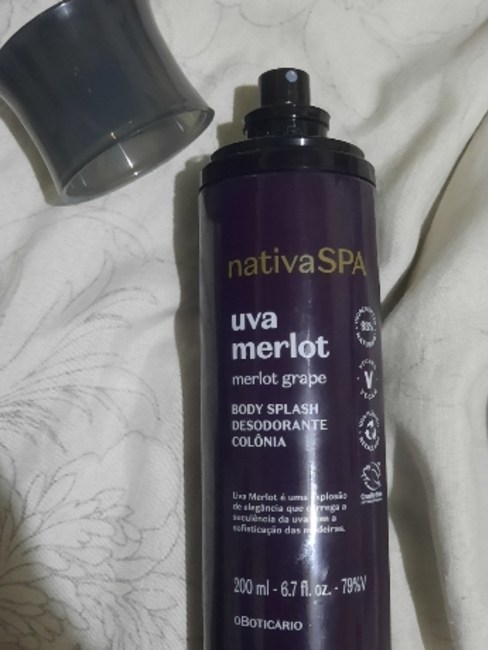 nativaSPA
uva
merlot
merlot grape
BODY SPLASH
DESODORANTE
COLÔNIA
Uva Merlot é uma explosão
de elegância que carrega a
suculência da uva com a
sofisticação das madeiras.
200 ml - 6.7 fl. oz. - 79%V
oBOTICÁRIO